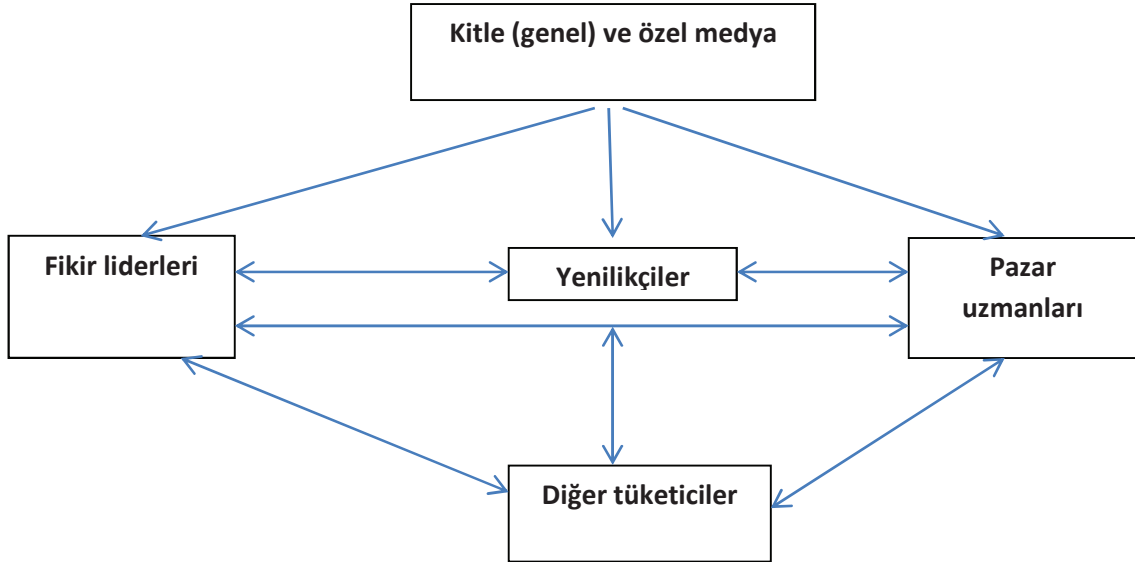 Kitle (genel) ve özel medya
Fikir liderleri
Yenilikçiler
Pazar
uzmanları
Diğer tüketiciler